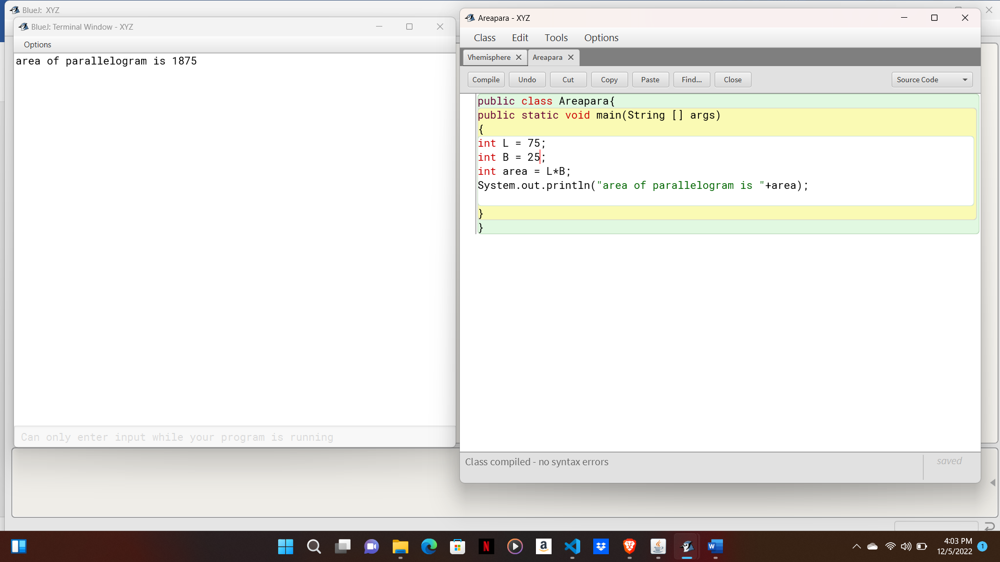 BlueJ: XYZ
BlueJ: Terminal Window - XYZ
Options
area of parallelogram is 1875
Can only enter input while your program is running
Areapara - XYZ
Class Edit Tools Options
Vhemisphere Areapara
Compile Undo Cut Copy Paste Find... Close Source Code
public class Areapara{
public static void main(String [] args)
{
int L = 75;
int B = 25;
int area = L*B;
System.out.println("area of parallelogram is "+area);
}
}
Class compiled - no syntax errors
saved
4:03 PM
12/5/2022
1